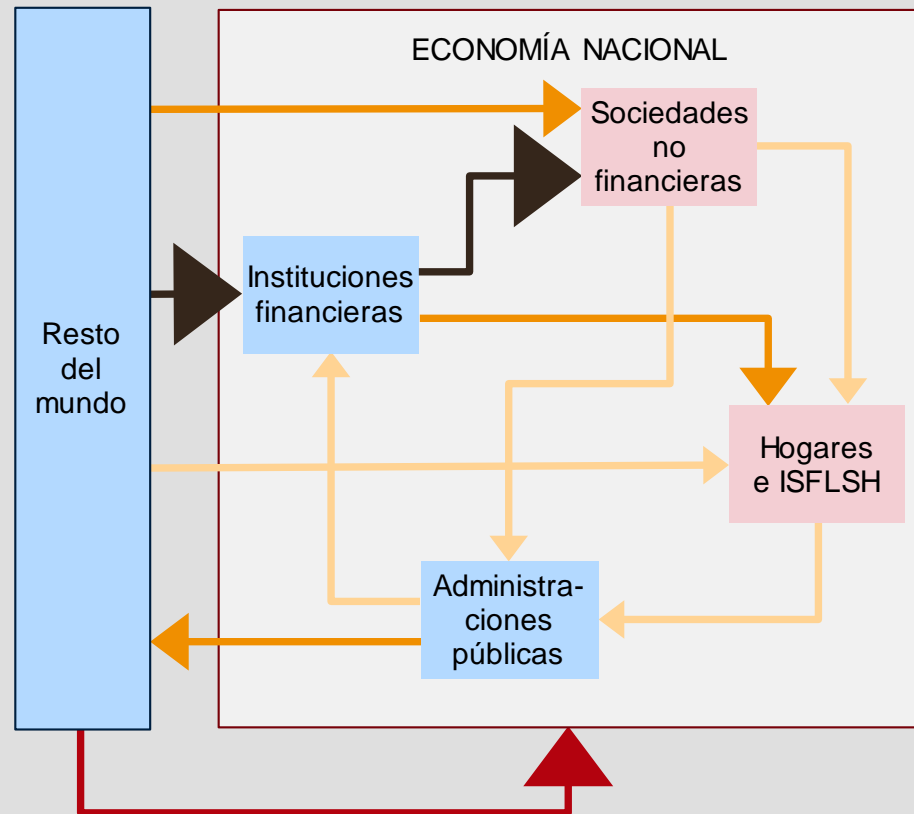 ECONOMÍA NACIONAL
Sociedades
no
financieras
Instituciones
financieras
Resto
del
mundo
Hogares
e ISFLSH
Administra-
ciones
públicas